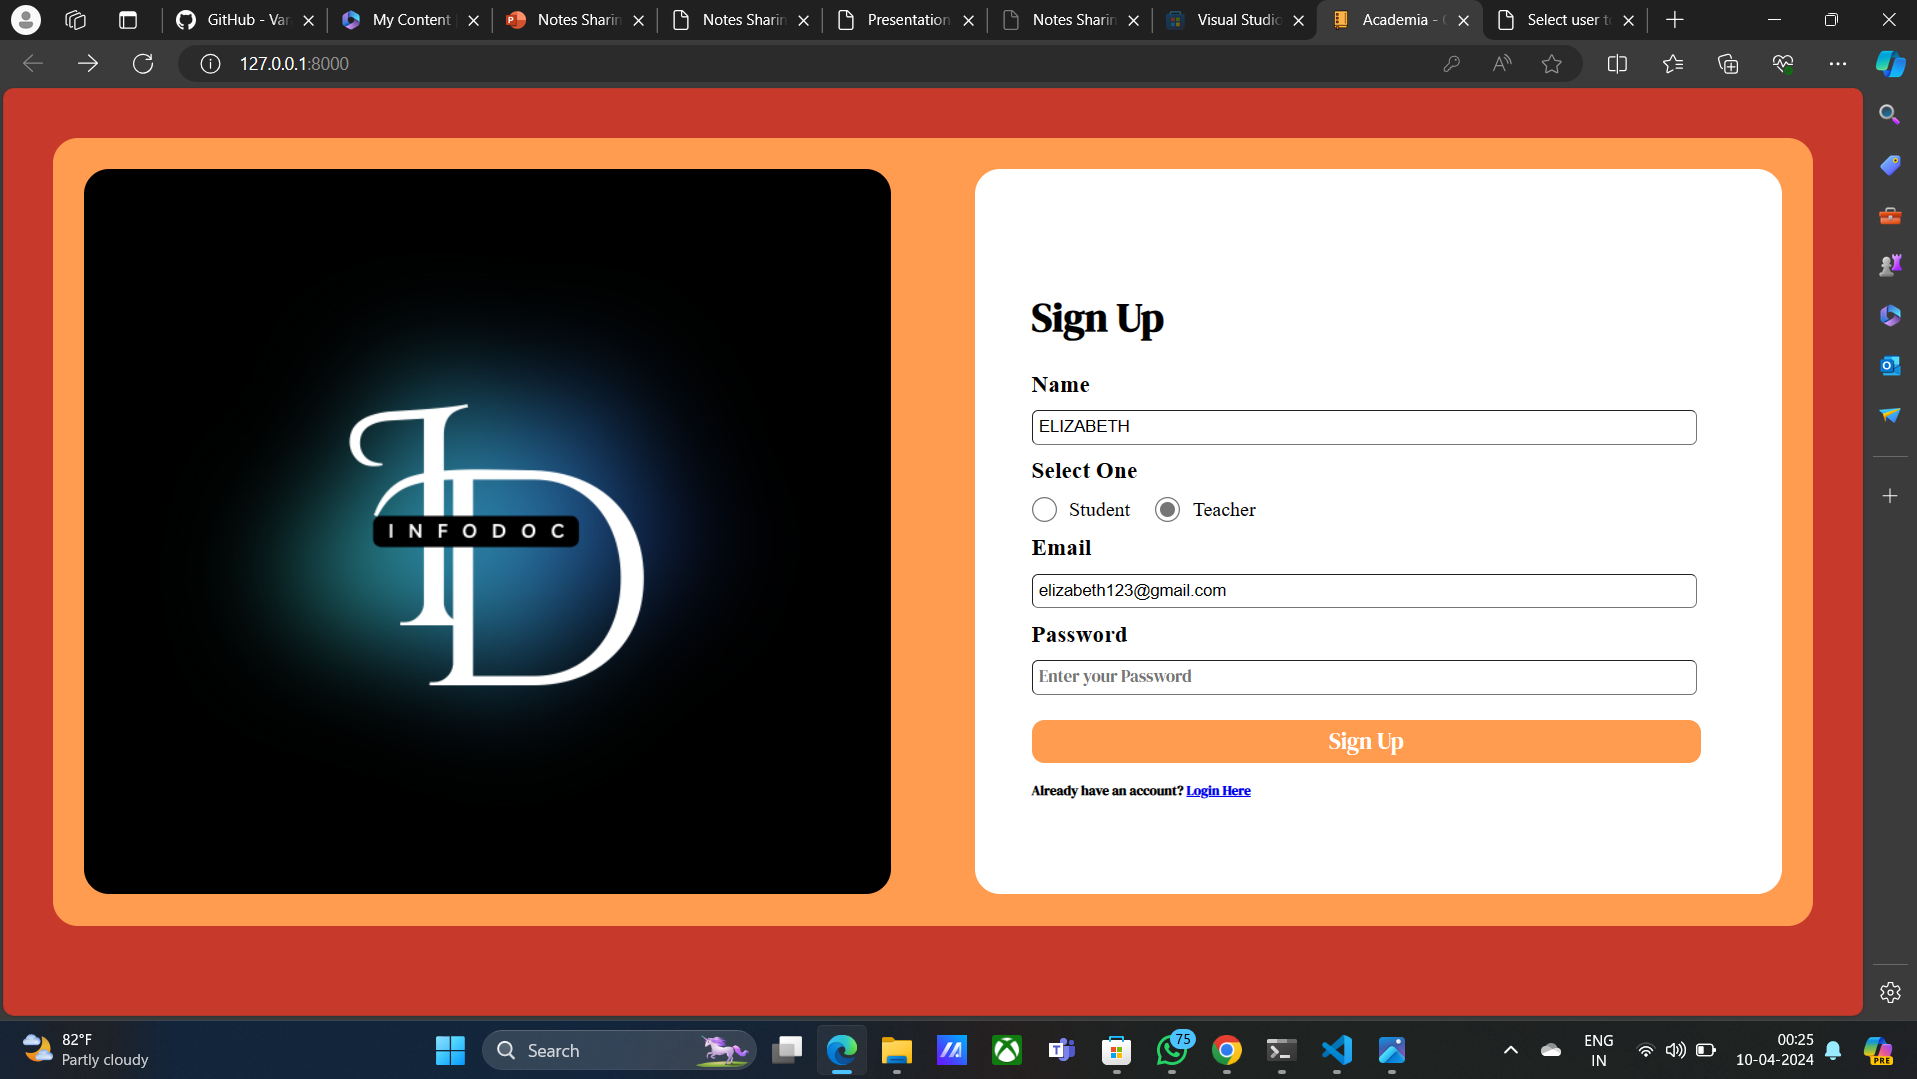 GitHub - Var
My Content
Notes Sharin
Notes Sharin
Presentation
Notes Sharin
Visual Studio
Academia -
Select user to
127.0.0.1:8000
INFODOC
Sign Up
Name
ELIZABETH
Select One
Student Teacher
Email
elizabeth123@gmail.com
Password
Enter your Password
Sign Up
Already have an account? Login Here
82°F
Partly cloudy
Search
75
ENG
IN
00:25
10-04-2024
PRE